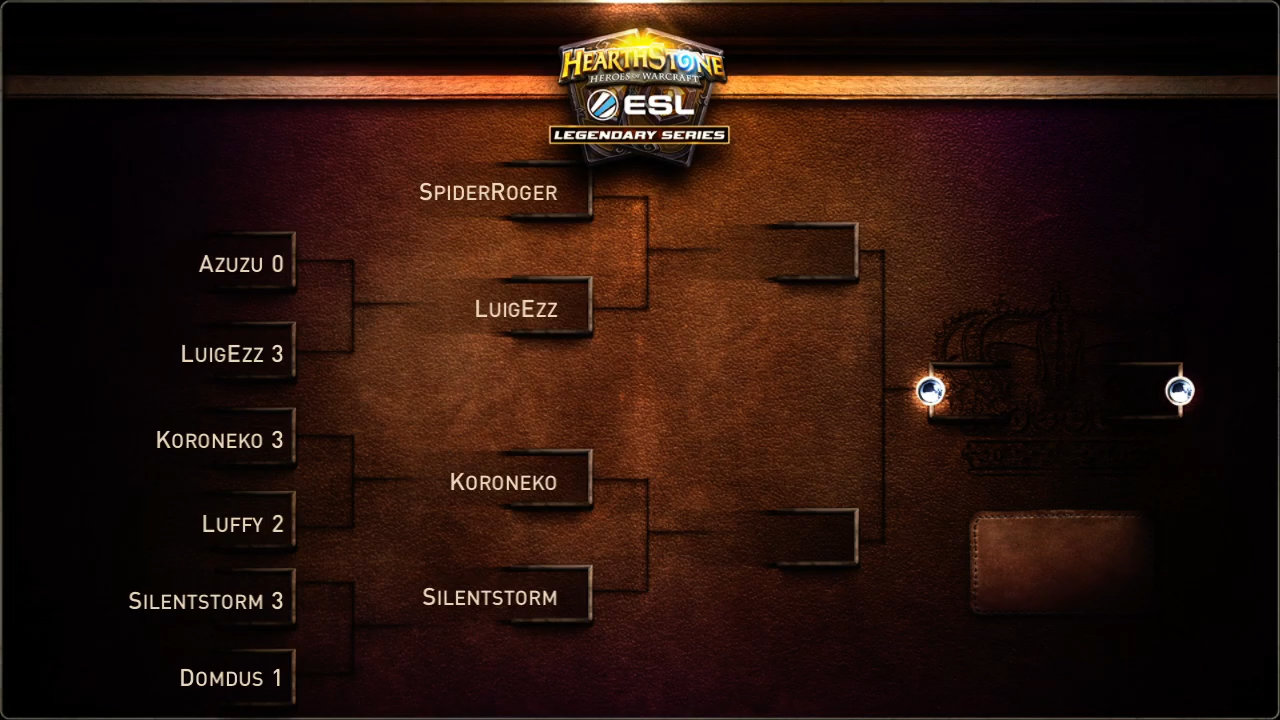 HEARTHSTONE
HEROES OF WARCRAFT
ESL
LEGENDARY SERIES
SPIDERROGER
AZUZU 0
LUIGEZZ
LUIGEZZ 3
KORONEKO 3
KORONEKO
LUFFY 2
SILENTSTORM 3
SILENTSTORM
DOMDUS 1